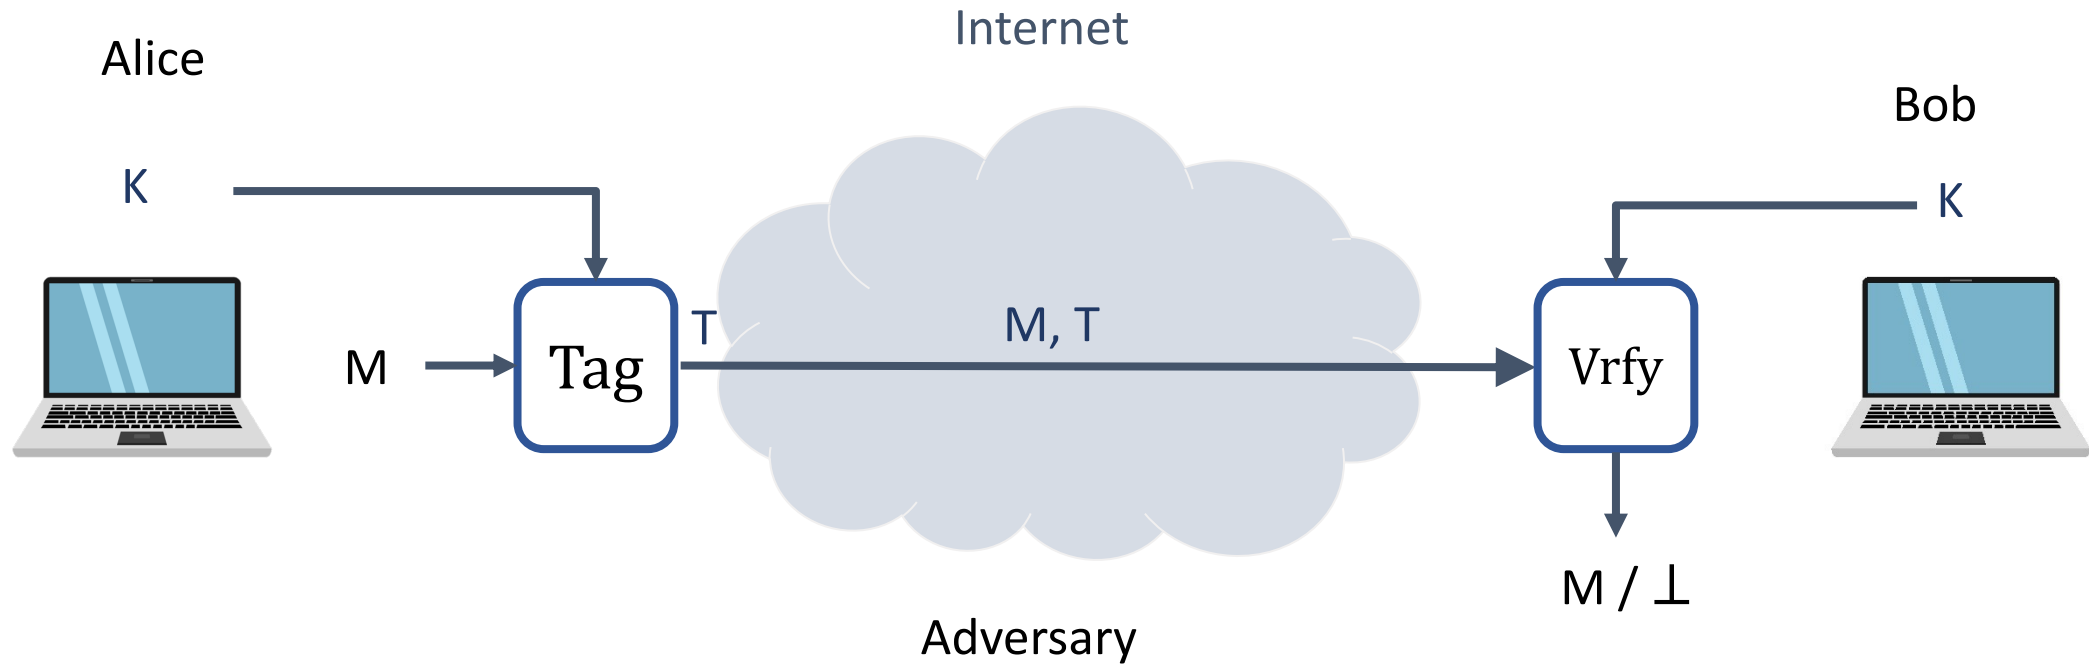 Internet
Alice
Bob
K
K
T
M, T
M
Tag
Vrfy
M / ⊥
Adversary